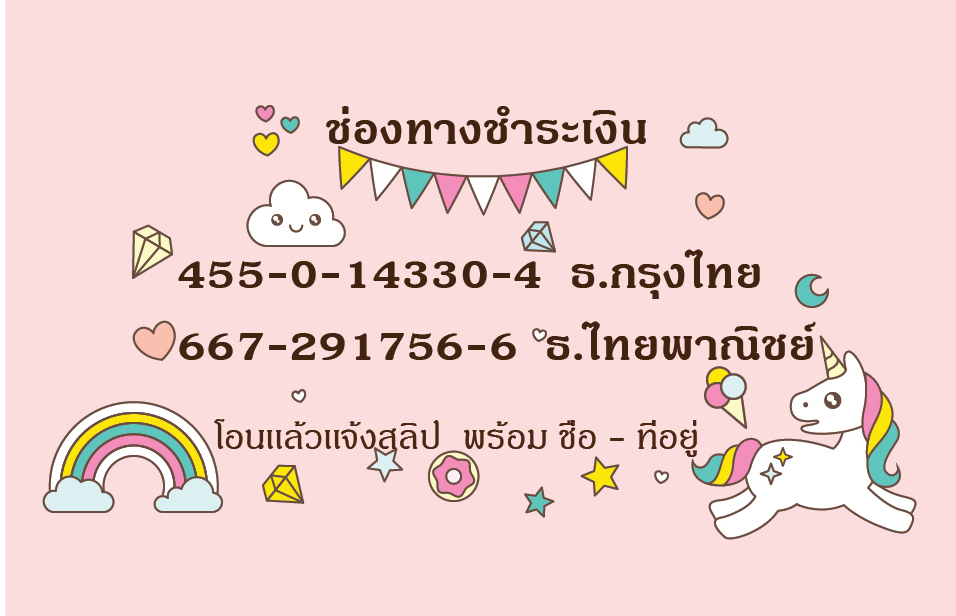 ช่องทางชำระเงิน
455-0-14330-4 ธ.กรุงไทย
667-291756-6 ธ.ไทยพาณิชย์
โอนแล้วแจ้งสลิป พร้อม ชื่อ - ที่อยู่